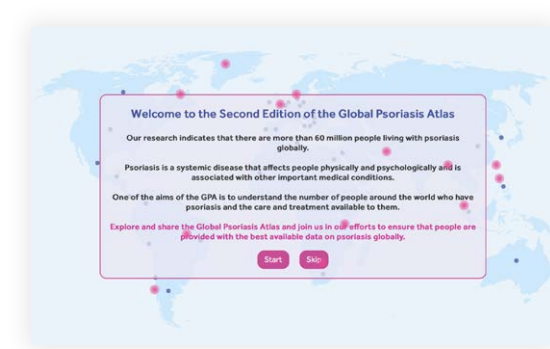 Welcome to the Second Edition of the Global Psoriasis Atlas
Our research indicates that there are more than 60 million people living with psoriasis
globally.
Psoriasis is a systemic disease that affects people physically and psychologically and is
associated with other important medical conditions.
One of the aims of the GPA is to understand the number of people around the world who have
psoriasis and the care and treatment available to them.
Explore and share the Global Psoriasis Atlas and join us in our efforts to ensure that people are
provided with the best available data on psoriasis globally.
Start Skip